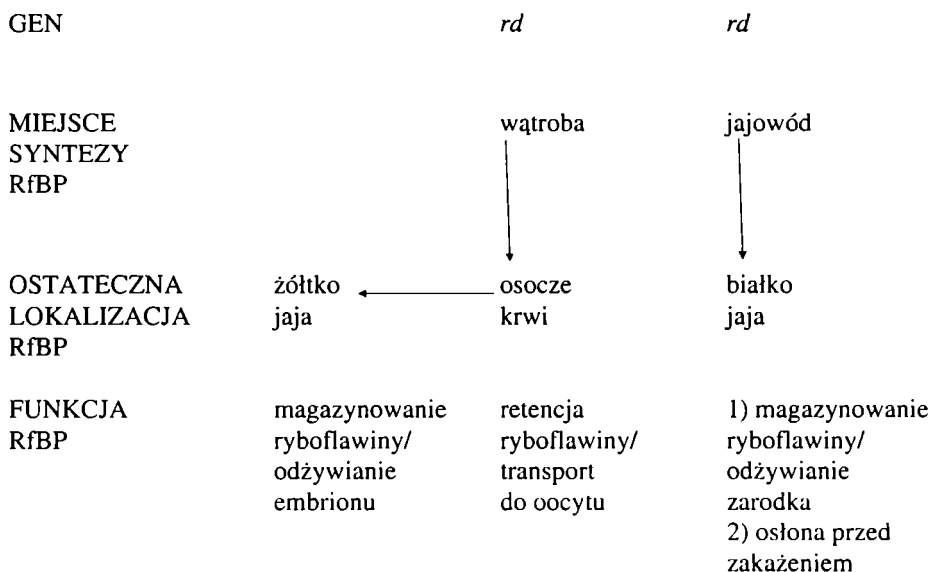 GEN rd rd
MIEJSCE wątroba jajowód
SYNTEZY
RfBP
OSTATECZNA żółtko osocze białko
LOKALIZACJA jaja krwi jaja
RfBP
FUNKCJA magazynowanie retencja 1) magazynowanie
RfBP ryboflawiny/ ryboflawiny/ ryboflawiny/
odżywianie transport odżywianie
embrionu do oocytu zarodka
2) osłona przed
zakażeniem